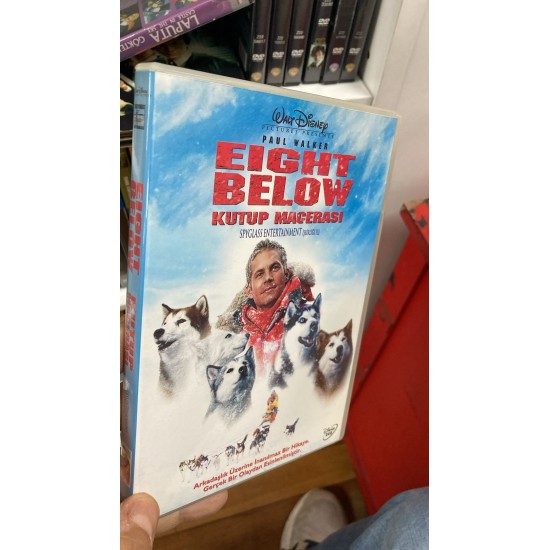 LAPUTA
WALT DISNEY
PICTURES PRESENTS
PAUL WALKER
EIGHT
BELOW
KUTUP MACERASI
SPYGLASS ENTERTAINMENT
EIGHT BELOW
Arkadaşlık Üzerine İnanılmaz Bir Hikaye.
Gerçek Bir Olaydan Esinlenilmiştir.